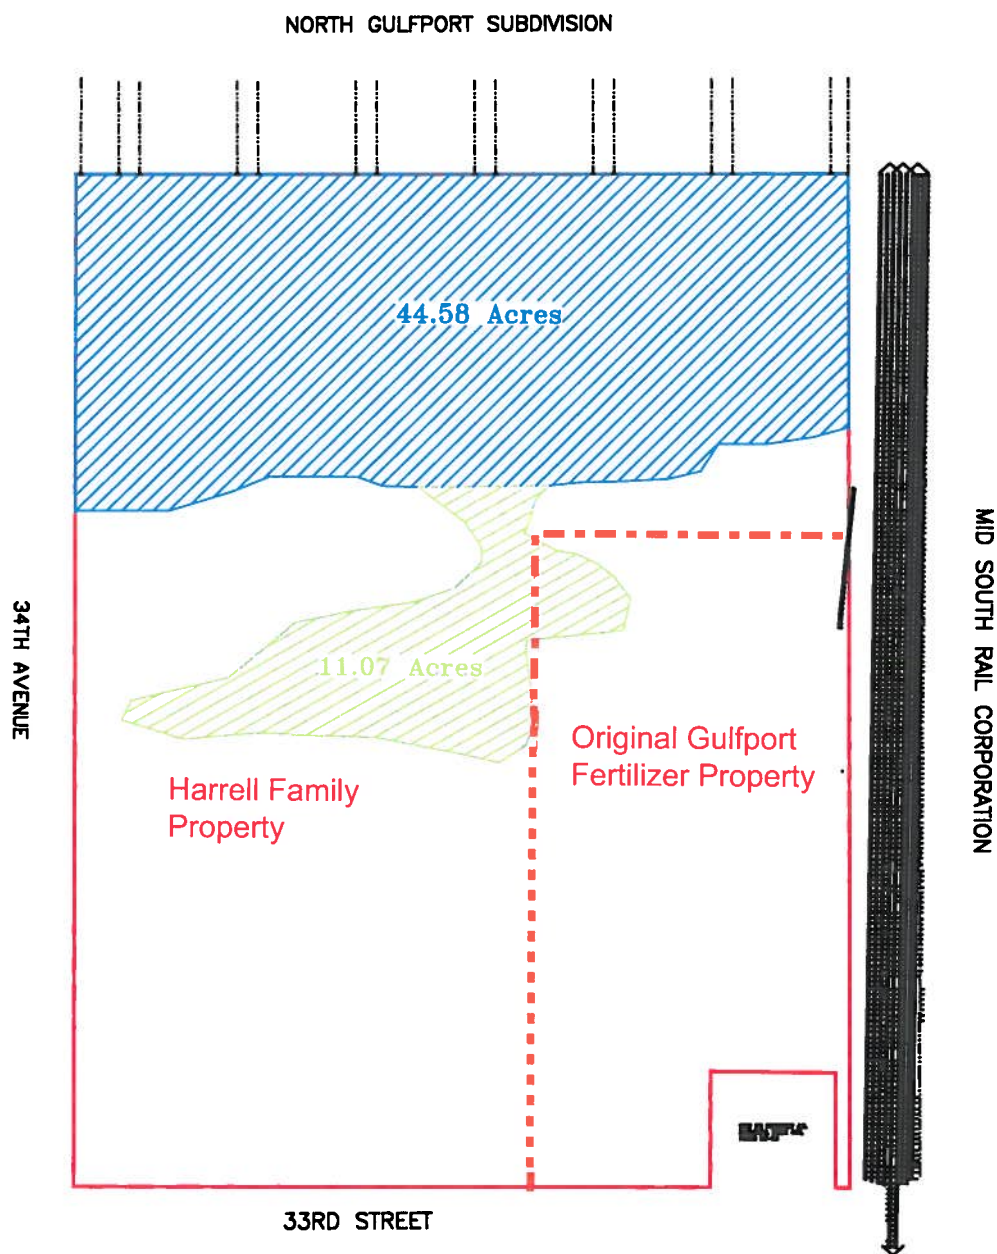 NORTH GULFPORT SUBDIVISION
44.58 Acres
34TH AVENUE
MID SOUTH RAIL CORPORATION
11.07 Acres
Original Gulfport
Fertilizer Property
Harrell Family
Property
33RD STREET